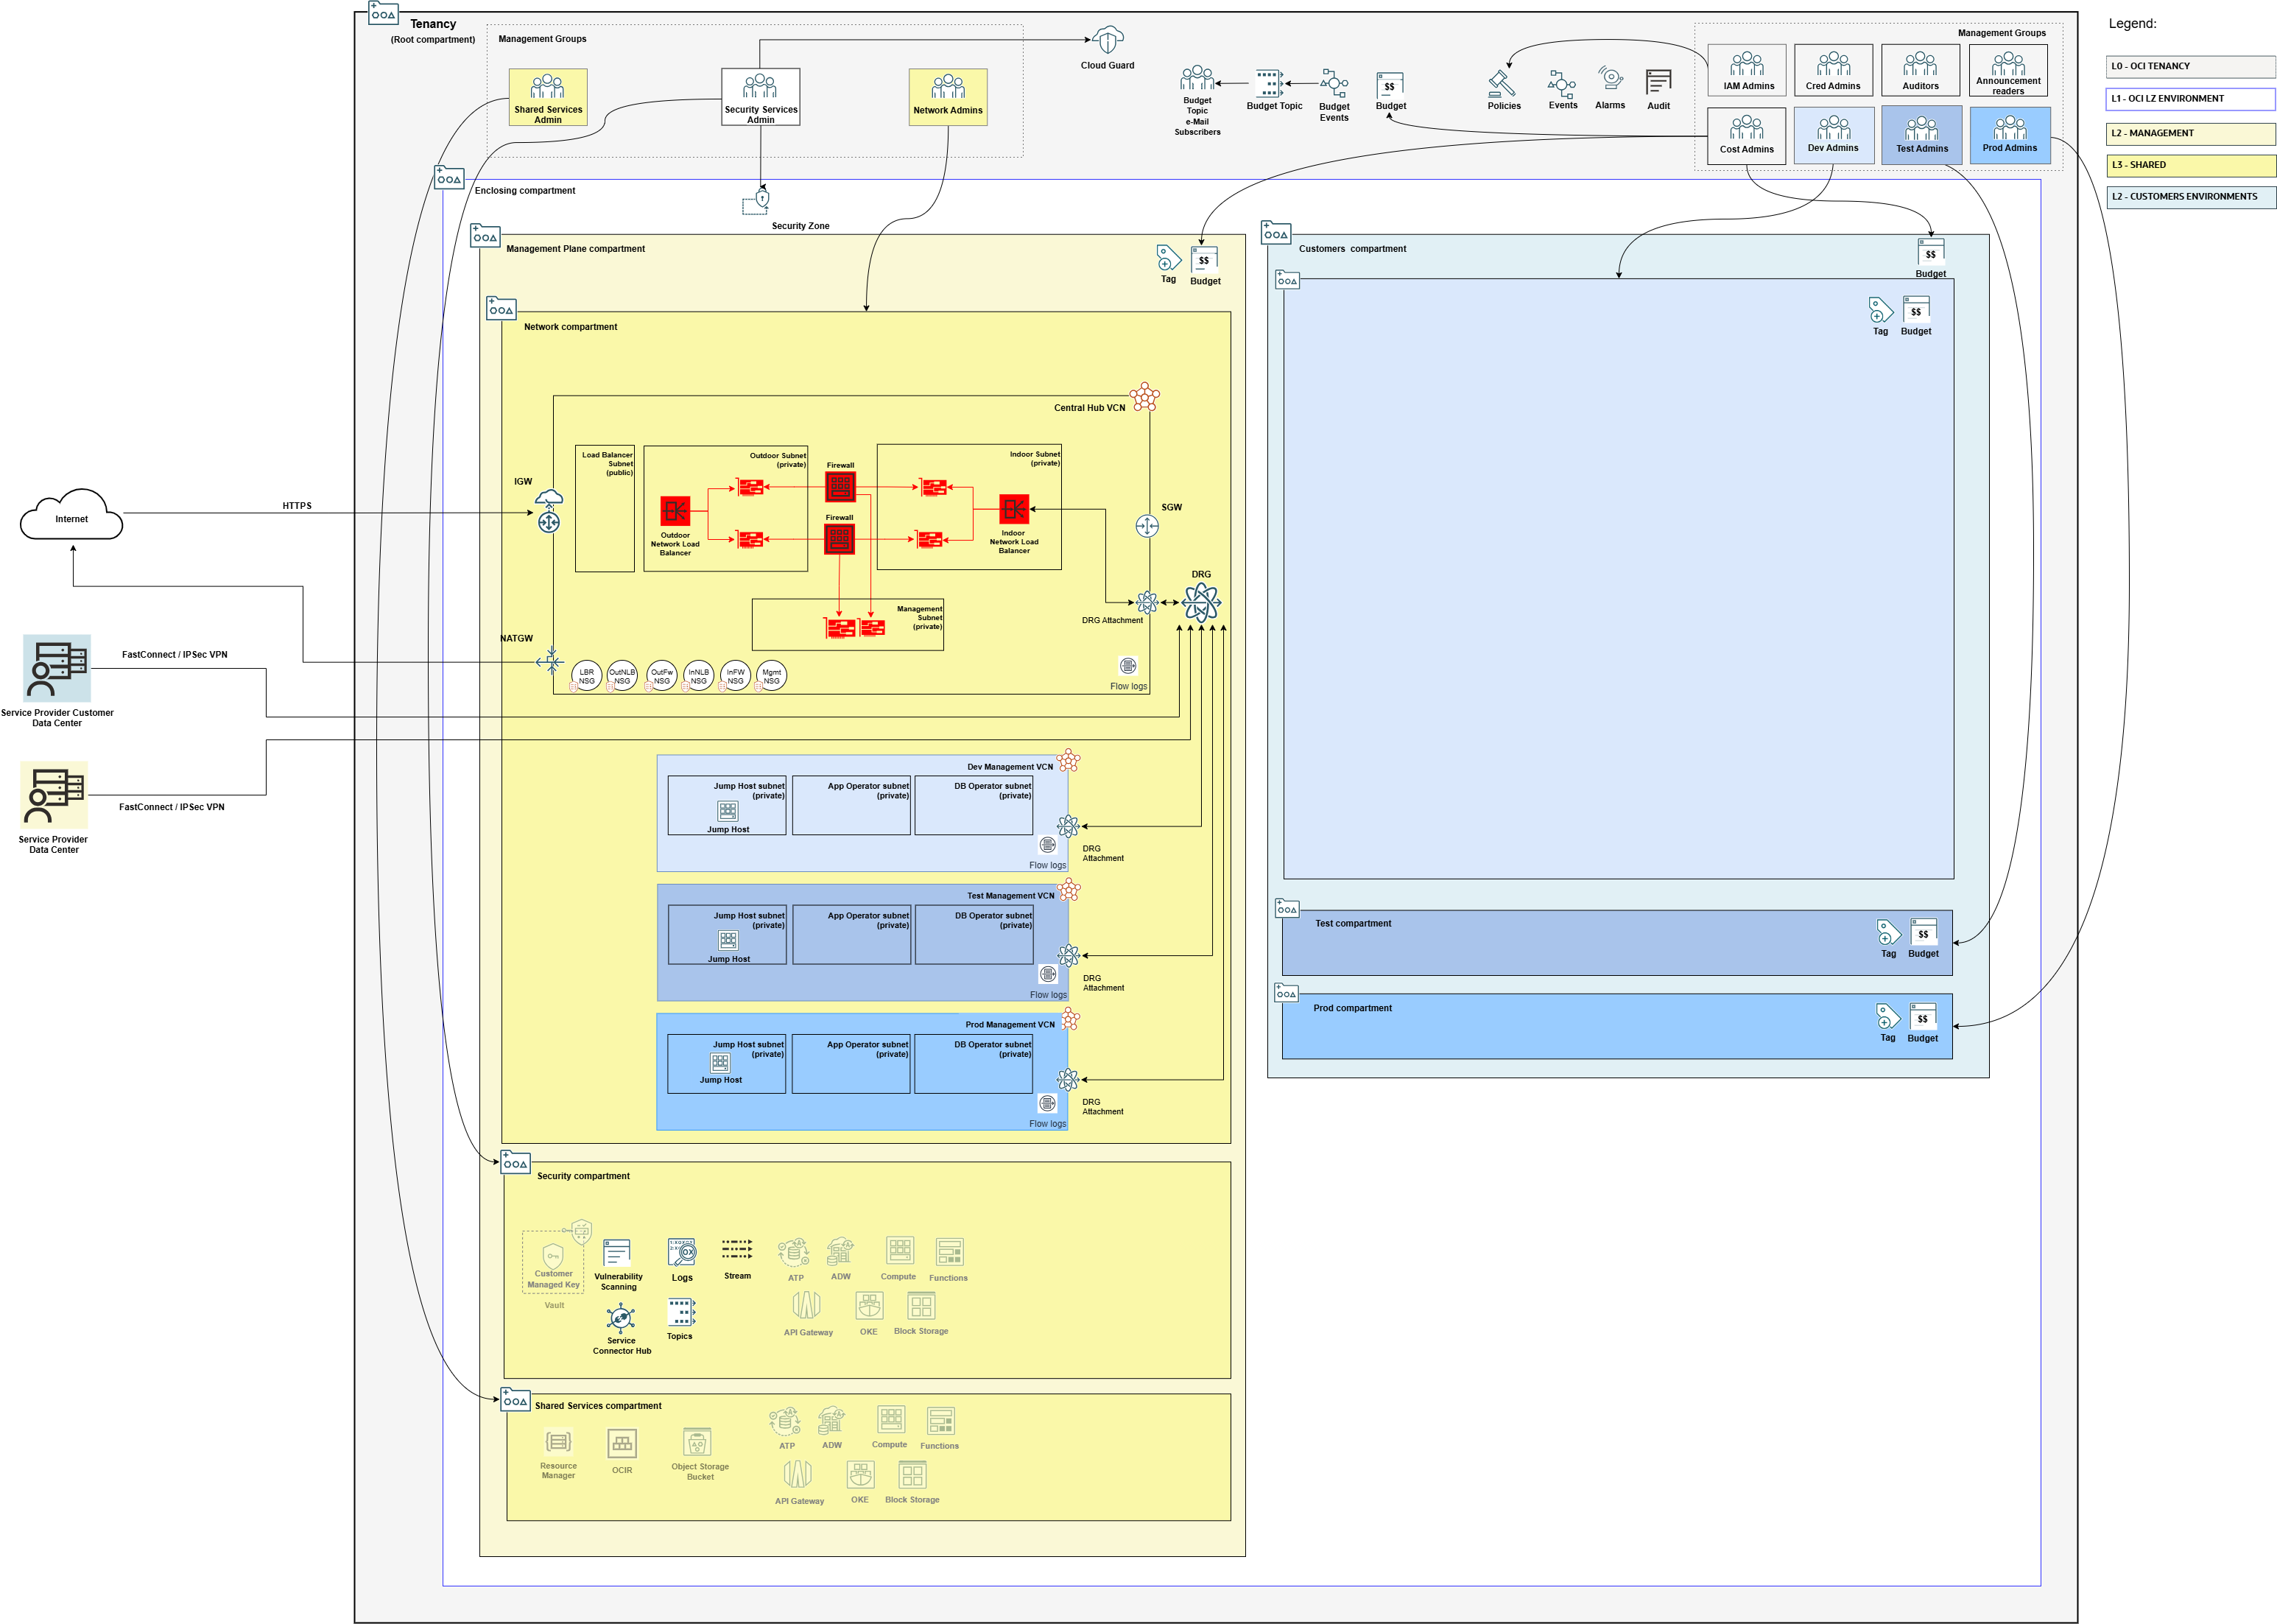 Tenancy
(Root compartment)
Management Groups
Shared Services
Admin
Security Services
Admin
Network Admins
Cloud Guard
Budget
Topic
e-Mail
Subscribers
Budget Topic
Budget
Events
Budget
$$
Policies
Events
Alarms
Audit
Management Groups
IAM Admins
Cred Admins
Auditors
Announcement
readers
Cost Admins
Dev Admins
Test Admins
Prod Admins
Legend:
L0 - OCI TENANCY
L1 - OCI LZ ENVIRONMENT
L2 - MANAGEMENT
L3 - SHARED
L2 - CUSTOMERS ENVIRONMENTS
Enclosing compartment
Security Zone
Management Plane compartment
Tag
$$
Budget
Network compartment
Central Hub VCN
Load Balancer
Subnet
(public)
Outdoor Subnet
(private)
Firewall
Indoor Subnet
(private)
IGW
Outdoor
Network Load
Balancer
Firewall
Indoor
Network Load
Balancer
SGW
DRG
DRG Attachment
Management
Subnet
(private)
NATGW
LBR
NSG
OutNLB
NSG
OutFw
NSG
InNLB
NSG
InFW
NSG
Mgmt
NSG
Flow logs
Internet
HTTPS
FastConnect / IPSec VPN
Service Provider Customer
Data Center
FastConnect / IPSec VPN
Service Provider
Data Center
Dev Management VCN
Jump Host subnet
(private)
Jump Host
App Operator subnet
(private)
DB Operator subnet
(private)
DRG
Attachment
Flow logs
Test Management VCN
Jump Host subnet
(private)
Jump Host
App Operator subnet
(private)
DB Operator subnet
(private)
DRG
Attachment
Flow logs
Prod Management VCN
Jump Host subnet
(private)
Jump Host
App Operator subnet
(private)
DB Operator subnet
(private)
DRG
Attachment
Flow logs
Security compartment
Customer
Managed Key
Vault
Vulnerability
Scanning
Logs
Stream
ATP
ADW
Compute
Functions
Service
Connector Hub
Topics
API Gateway
OKE
Block Storage
Shared Services compartment
Resource
Manager
OCIR
Object Storage
Bucket
ATP
ADW
Compute
Functions
API Gateway
OKE
Block Storage
Customers compartment
$$
Budget
Tag
$$
Budget
Test compartment
Tag
$$
Budget
Prod compartment
Tag
$$
Budget